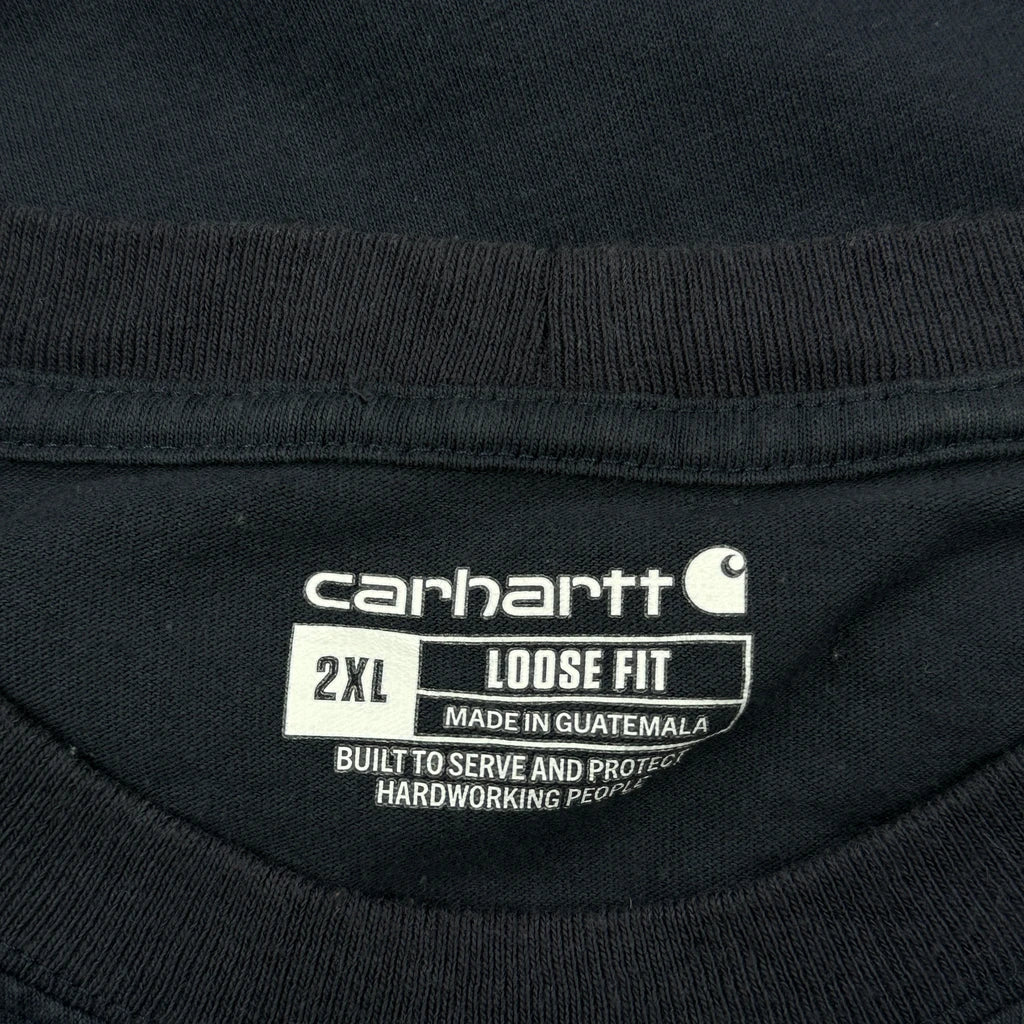 carhartt
2XL
LOOSE FIT
MADE IN GUATEMALA
BUILT TO SERVE AND PROTECT
HARDWORKING PEOPLE